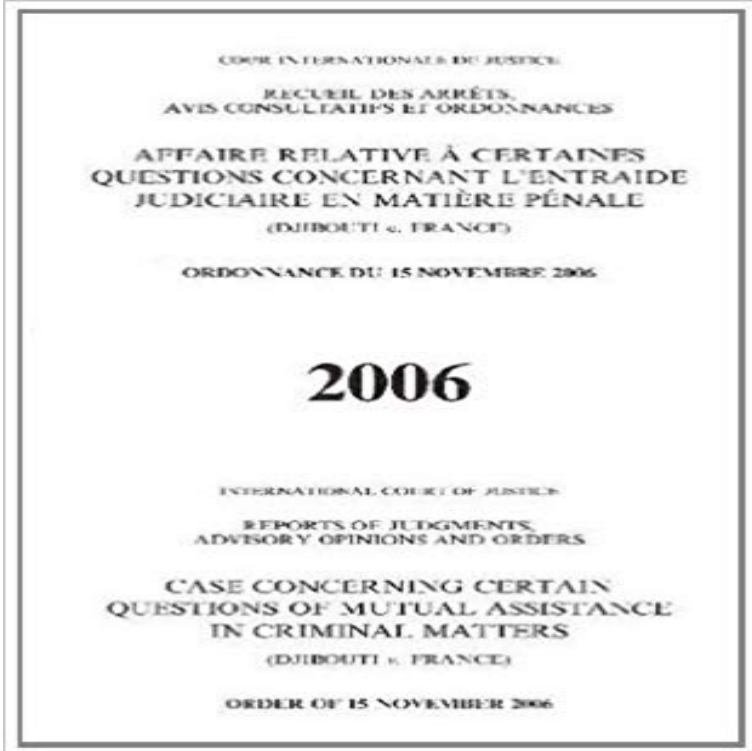 COUR INTERNATIONALE DE JUSTICE
RECUEIL DES ARRÊTS,
AVIS CONSULTATIFS ET ORDONNANCES
AFFAIRE RELATIVE À CERTAINES
QUESTIONS CONCERNANT L'ENTRAIDE
JUDICIAIRE EN MATIÈRE PÉNALE
(DJIBOUTI c. FRANCE)
ORDONNANCE DU 15 NOVEMBRE 2006
2006
INTERNATIONAL COURT OF JUSTICE
REPORTS OF JUDGMENTS,
ADVISORY OPINIONS AND ORDERS
CASE CONCERNING CERTAIN
QUESTIONS OF MUTUAL ASSISTANCE
IN CRIMINAL MATTERS
(DJIBOUTI v. FRANCE)
ORDER OF 15 NOVEMBER 2006